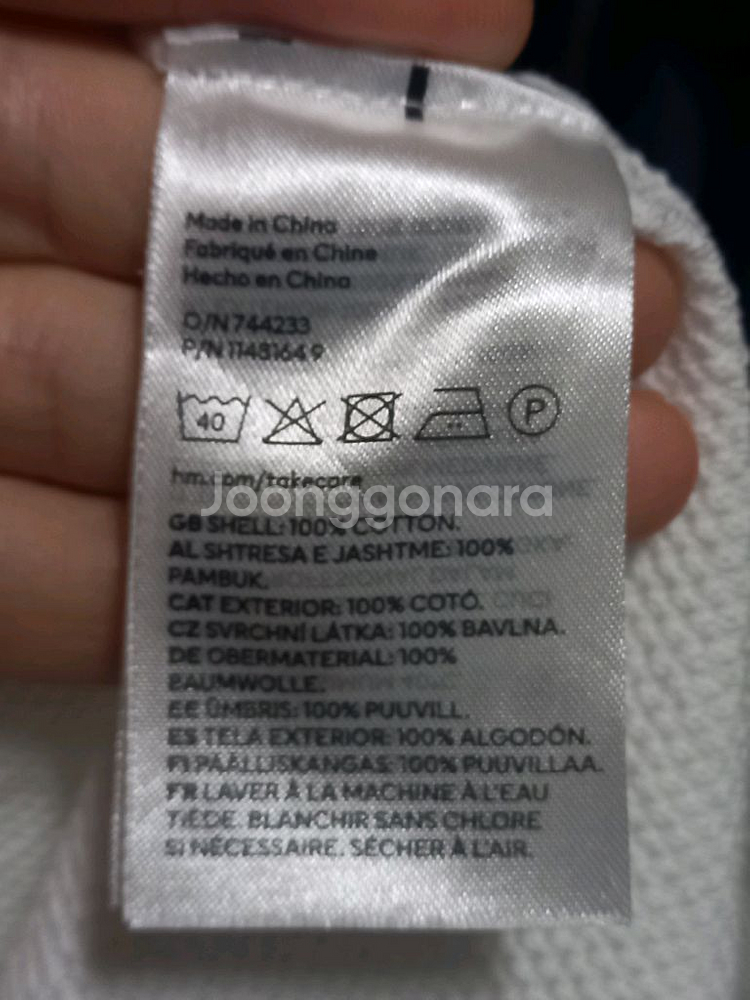 Made in China
Fabriqué en Chine
Hecho en China
O/N 744233
P/N 1148164 9
40
P
hm.com/takecare
Joonggonara
GB SHELL: 100% COTTON.
AL SHTRESA E JASHTME: 100%
PAMBUK.
CAT EXTERIOR: 100% COTÓ.
CZ SVRCHNÍ LÁTKA: 100% BAVLNA.
DE OBERMATERIAL: 100%
BAUMWOLLE.
EE ÜMBRIS: 100% PUUVILL.
ES TELA EXTERIOR: 100% ALGODÓN.
FI PÄÄLLISKANGAS: 100% PUUVILLAA.
FR LAVER À LA MACHINE À L'EAU
TIÈDE. BLANCHIR SANS CHLORE
SI NÉCESSAIRE. SÉCHER À L'AIR.